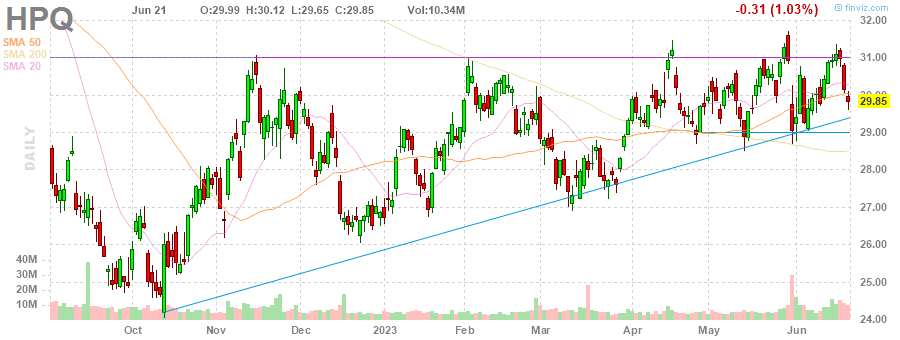 HPQ Jun 21 O:29.99 H:30.12 L:29.65 C:29.85 Vol:10.34M -0.31 (1.03%) © finviz.com
SMA 50
SMA 200
SMA 20
DAILY
32.00
31.00
30.00
29.85
29.00
28.00
27.00
26.00
25.00
24.00
40M
30M
20M
10M
Oct Nov Dec 2023 Feb Mar Apr May Jun